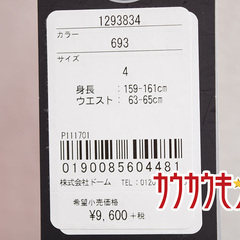 1293834
カラー
693
サイズ
4
身長 : 159-161cm
ウエスト : 63-65cm
P111701
0190085604481
株式会社ドーム TEL : 0120
希望小売価格
¥9,600 +税
カウカウキ